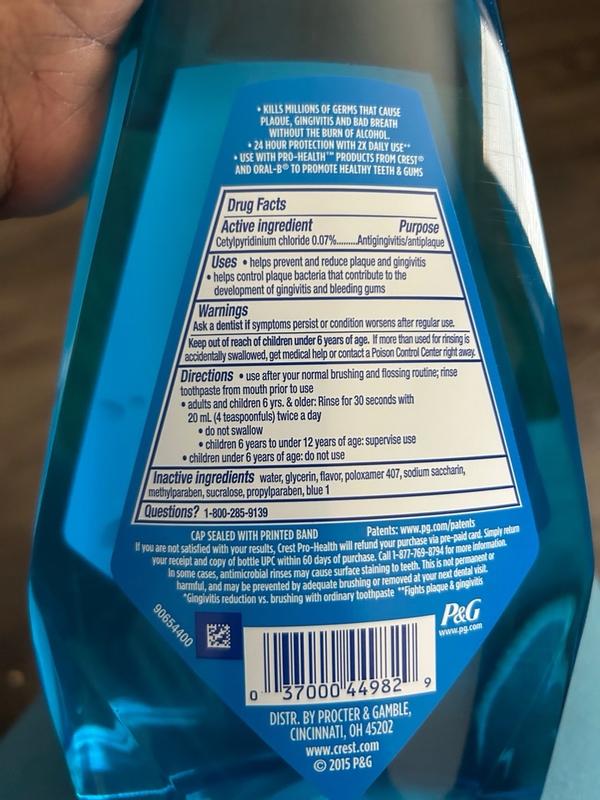 • KILLS MILLIONS OF GERMS THAT CAUSE
PLAQUE, GINGIVITIS AND BAD BREATH
WITHOUT THE BURN OF ALCOHOL.
• 24 HOUR PROTECTION WITH 2X DAILY USE**
• USE WITH PRO-HEALTH™ PRODUCTS FROM CREST®
AND ORAL-B® TO PROMOTE HEALTHY TEETH & GUMS
Drug Facts
Active ingredient Purpose
Cetylpyridinium chloride 0.07%.........Antigingivitis/antiplaque
Uses • helps prevent and reduce plaque and gingivitis
• helps control plaque bacteria that contribute to the
development of gingivitis and bleeding gums
Warnings
Ask a dentist if symptoms persist or condition worsens after regular use.
Keep out of reach of children under 6 years of age. If more than used for rinsing is
accidentally swallowed, get medical help or contact a Poison Control Center right away.
Directions • use after your normal brushing and flossing routine; rinse
toothpaste from mouth prior to use
• adults and children 6 yrs. & older: Rinse for 30 seconds with
20 mL (4 teaspoonfuls) twice a day
• do not swallow
• children 6 years to under 12 years of age: supervise use
• children under 6 years of age: do not use
Inactive ingredients water, glycerin, flavor, poloxamer 407, sodium saccharin,
methylparaben, sucralose, propylparaben, blue 1
Questions? 1-800-285-9139
CAP SEALED WITH PRINTED BAND Patents: www.pg.com/patents
If you are not satisfied with your results, Crest Pro-Health will refund your purchase via pre-paid card. Simply return
your receipt and copy of bottle UPC within 60 days of purchase. Call 1-877-769-8794 for more information.
In some cases, antimicrobial rinses may cause surface staining to teeth. This is not permanent or
harmful, and may be prevented by adequate brushing or removed at your next dental visit.
*Gingivitis reduction vs. brushing with ordinary toothpaste **Fights plaque & gingivitis
90654400
P&G
www.pg.com
0 37000 44982 9
DISTR. BY PROCTER & GAMBLE,
CINCINNATI, OH 45202
www.crest.com
© 2015 P&G